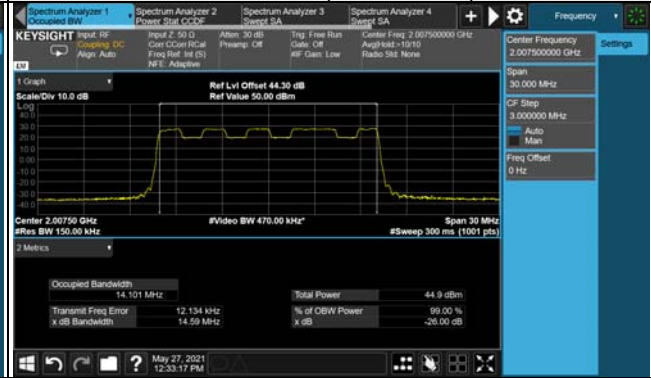 Spectrum Analyzer 1
Occupied BW
Spectrum Analyzer 2
Power Stat CCDF
Spectrum Analyzer 3
Swept SA
Spectrum Analyzer 4
Swept SA
Frequency
KEYSIGHT
Input: RF
Coupling: DC
Align: Auto
Input Z: 50 Ω
Corr CCorr RCal
Freq Ref: Int (S)
NFE: Adaptive
Atten: 30 dB
Preamp: Off
Trig: Free Run
Gate: Off
#IF Gain: Low
Center Freq: 2.007500000 GHz
Avg|Hold:>10/10
Radio Std: None
Center Frequency
2.007500000 GHz
Settings
Span
30.000 MHz
CF Step
3.000000 MHz
Auto
Man
Freq Offset
0 Hz
1 Graph
Scale/Div 10.0 dB
Ref Lvl Offset 44.30 dB
Ref Value 50.00 dBm
Log
40.0
30.0
20.0
10.0
0.00
-10.0
-20.0
-30.0
-40.0
Center 2.00750 GHz
#Res BW 150.00 kHz
#Video BW 470.00 kHz*
Span 30 MHz
#Sweep 300 ms (1001 pts)
2 Metrics
Occupied Bandwidth
14.101 MHz
Total Power 44.9 dBm
Transmit Freq Error 12.134 kHz
% of OBW Power 99.00 %
x dB Bandwidth 14.59 MHz
x dB -26.00 dB
?
May 27, 2021
12:33:17 PM